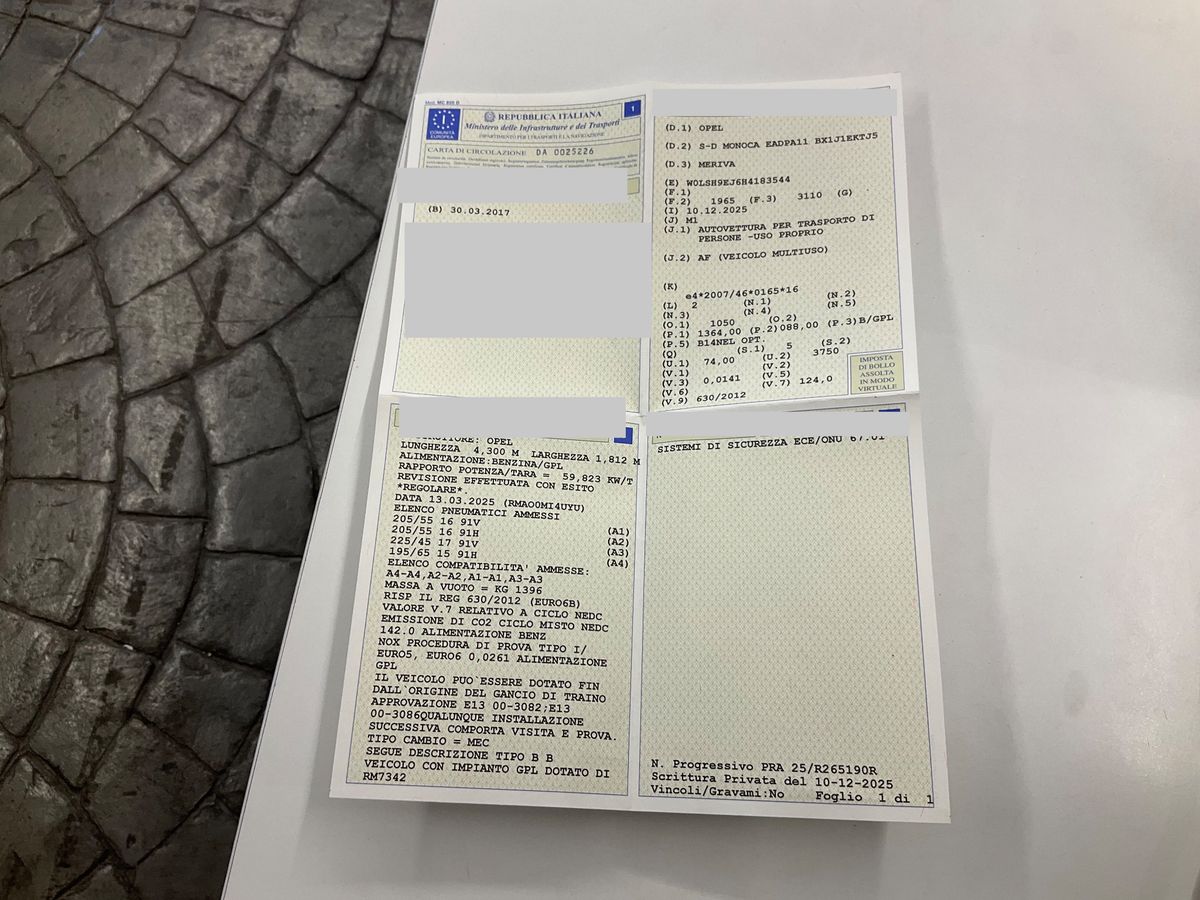 Mod. MC 820 D
REPUBBLICA ITALIANA
1
Ministero delle Infrastrutture e dei Trasporti
DIPARTIMENTO PER I TRASPORTI E LA NAVIGAZIONE
COMUNITÀ EUROPEA
I
CARTA DI CIRCOLAZIONE DA 0025226
(B) 30.03.2017
(D.1) OPEL
(D.2) S-D MONOCA EADPA11 BX1J1EKTJ5
(D.3) MERIVA
(E) W0LSH9EJ6H4183544
(F.1)
(F.2) 1965 (F.3) 3110 (G)
(I) 10.12.2025
(J) M1
(J.1) AUTOVETTURA PER TRASPORTO DI
PERSONE -USO PROPRIO
(J.2) AF (VEICOLO MULTIUSO)
(K)
e4*2007/46*0165*16
(L) 2 (N.1) (N.2)
(N.3) (N.4) (N.5)
(O.1) 1050 (O.2)
(P.1) 1364,00 (P.2)088,00 (P.3)B/GPL
(P.5) B14NEL OPT.
(Q) (S.1) 5 (S.2)
(U.1) 74,00 (U.2) 3750
(V.1) (V.2)
(V.3) 0,0141 (V.5)
(V.6) (V.7) 124,0
(V.9) 630/2012
IMPOSTA
DI BOLLO
ASSOLTA
IN MODO
VIRTUALE
OPEL
LUNGHEZZA 4,300 M LARGHEZZA 1,812 M
ALIMENTAZIONE:BENZINA/GPL
RAPPORTO POTENZA/TARA = 59,823 KW/T
REVISIONE EFFETTUATA CON ESITO
*REGOLARE*.
DATA 13.03.2025 (RMAO0MI4UYU)
ELENCO PNEUMATICI AMMESSI
205/55 16 91V (A1)
205/55 16 91H (A2)
225/45 17 91V (A3)
195/65 15 91H (A4)
ELENCO COMPATIBILITA' AMMESSE:
A4-A4,A2-A2,A1-A1,A3-A3
MASSA A VUOTO = KG 1396
RISP IL REG 630/2012 (EURO6B)
VALORE V.7 RELATIVO A CICLO NEDC
EMISSIONE DI CO2 CICLO MISTO NEDC
142.0 ALIMENTAZIONE BENZ
NOX PROCEDURA DI PROVA TIPO I/
EURO5, EURO6 0,0261 ALIMENTAZIONE
GPL
IL VEICOLO PUO`ESSERE DOTATO FIN
DALL`ORIGINE DEL GANCIO DI TRAINO
APPROVAZIONE E13 00-3082;E13
00-3086QUALUNQUE INSTALLAZIONE
SUCCESSIVA COMPORTA VISITA E PROVA.
TIPO CAMBIO = MEC
SEGUE DESCRIZIONE TIPO B B
VEICOLO CON IMPIANTO GPL DOTATO DI
RM7342
SISTEMI DI SICUREZZA ECE/ONU 67.01
N. Progressivo PRA 25/R265190R
Scrittura Privata del 10-12-2025
Vincoli/Gravami:No Foglio 1 di 1